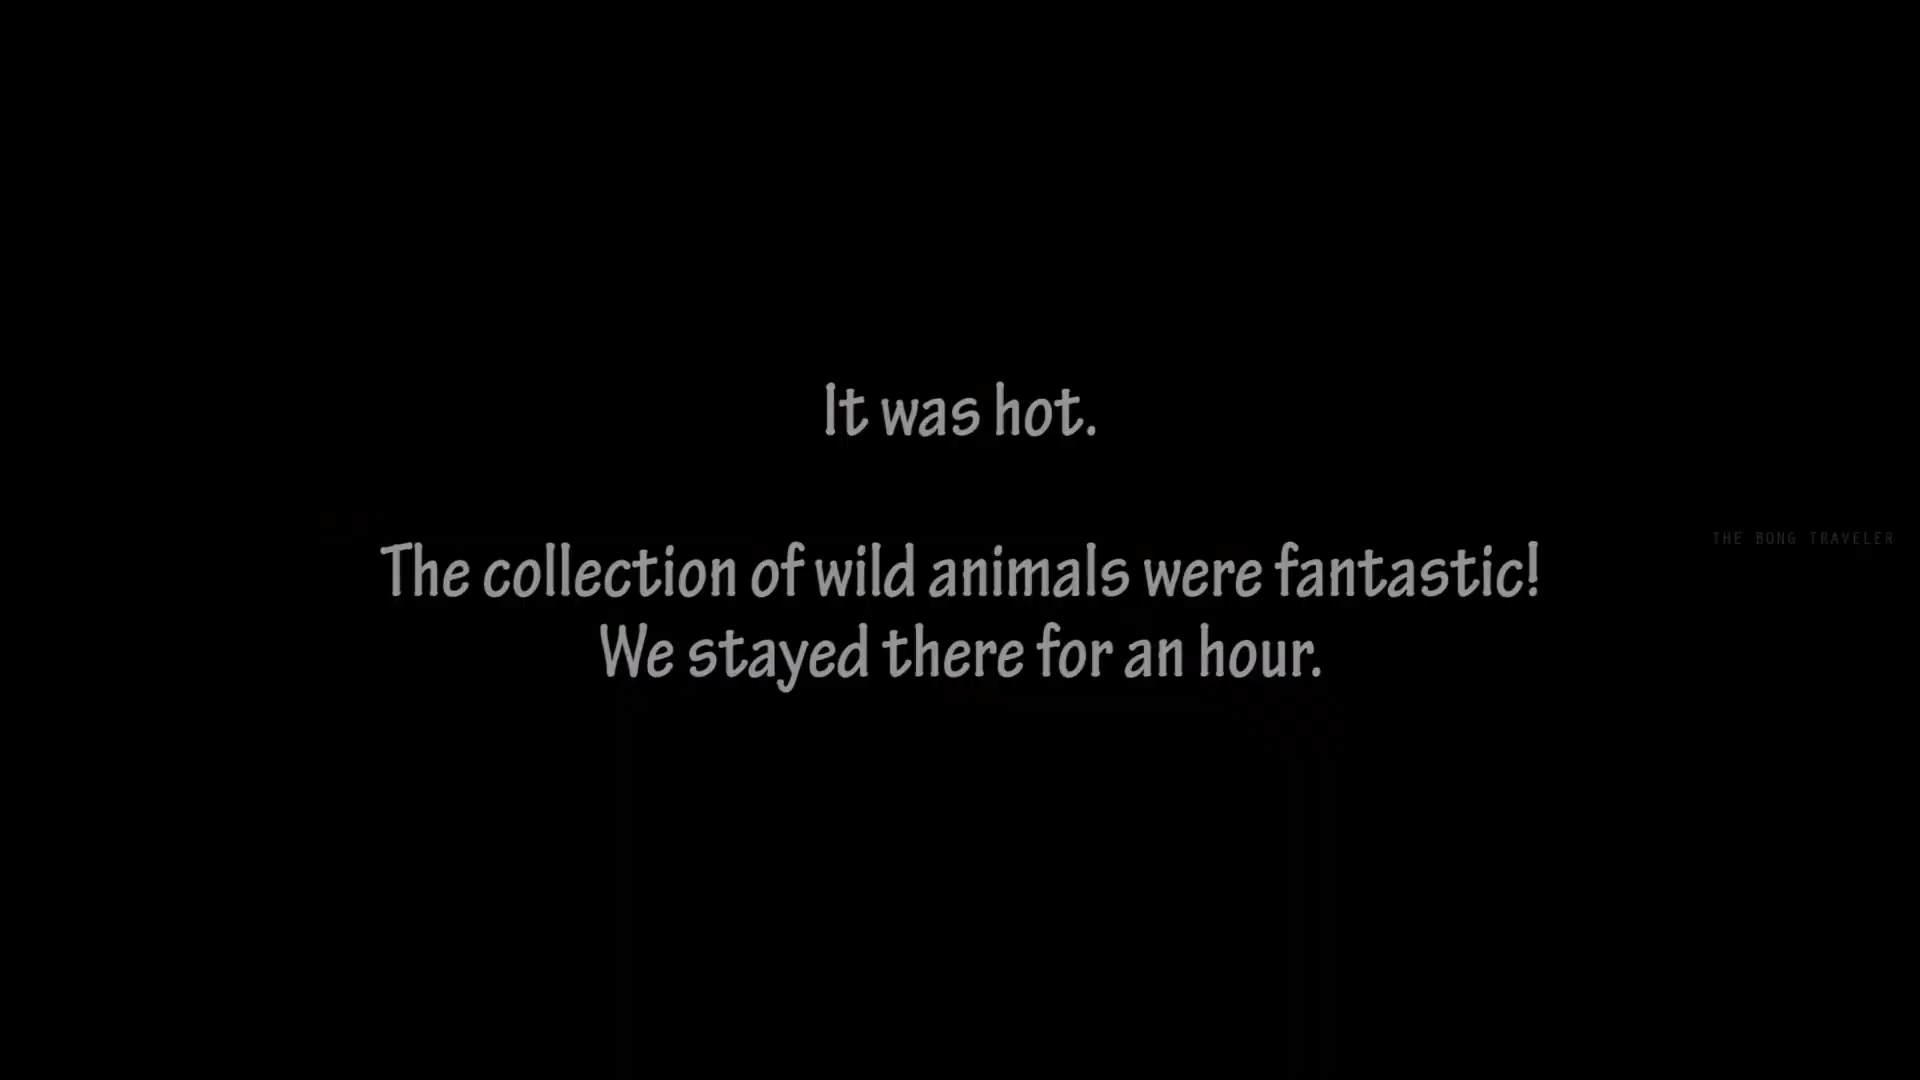 It was hot.
The collection of wild animals were fantastic!
THE BONG TRAVELER
We stayed there for an hour.